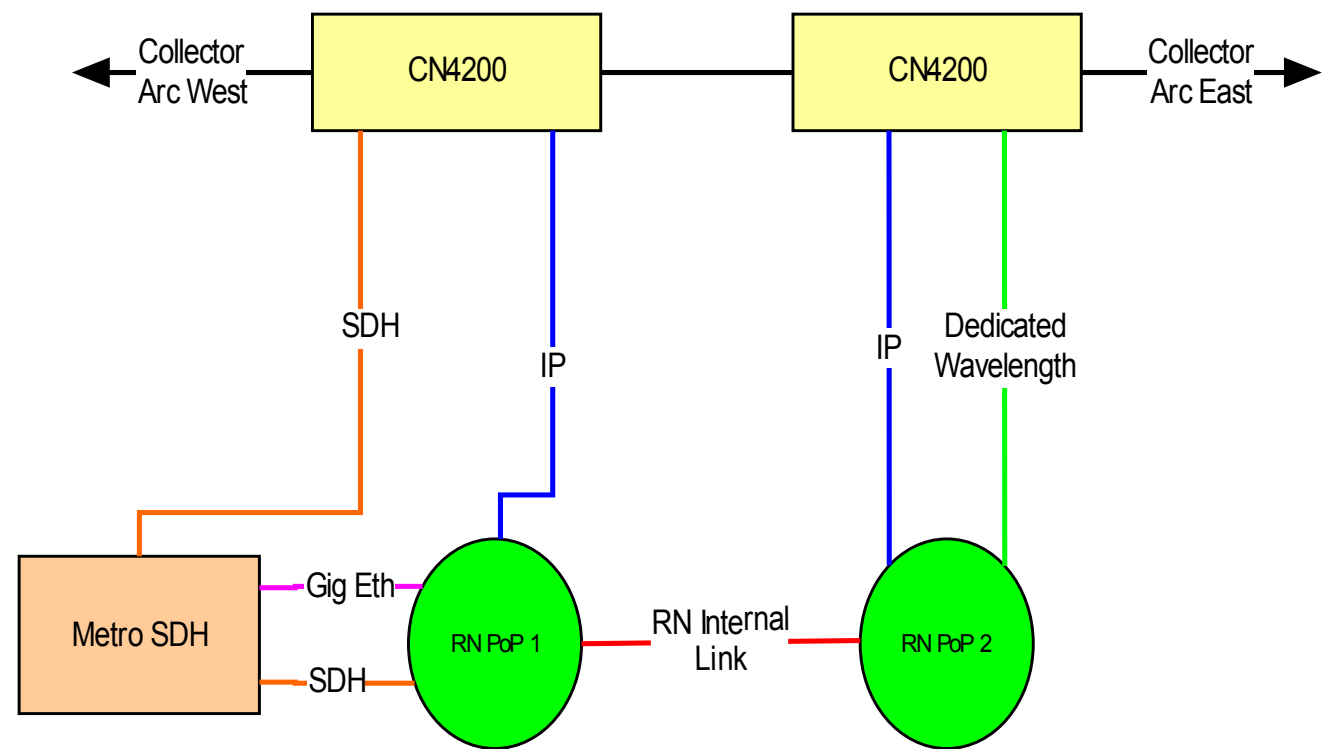 Collector
Arc West
CN4200
CN4200
Collector
Arc East
SDH
IP
IP
Dedicated
Wavelength
Metro SDH
Gig Eth
SDH
RN PoP 1
RN Internal
Link
RN PoP 2